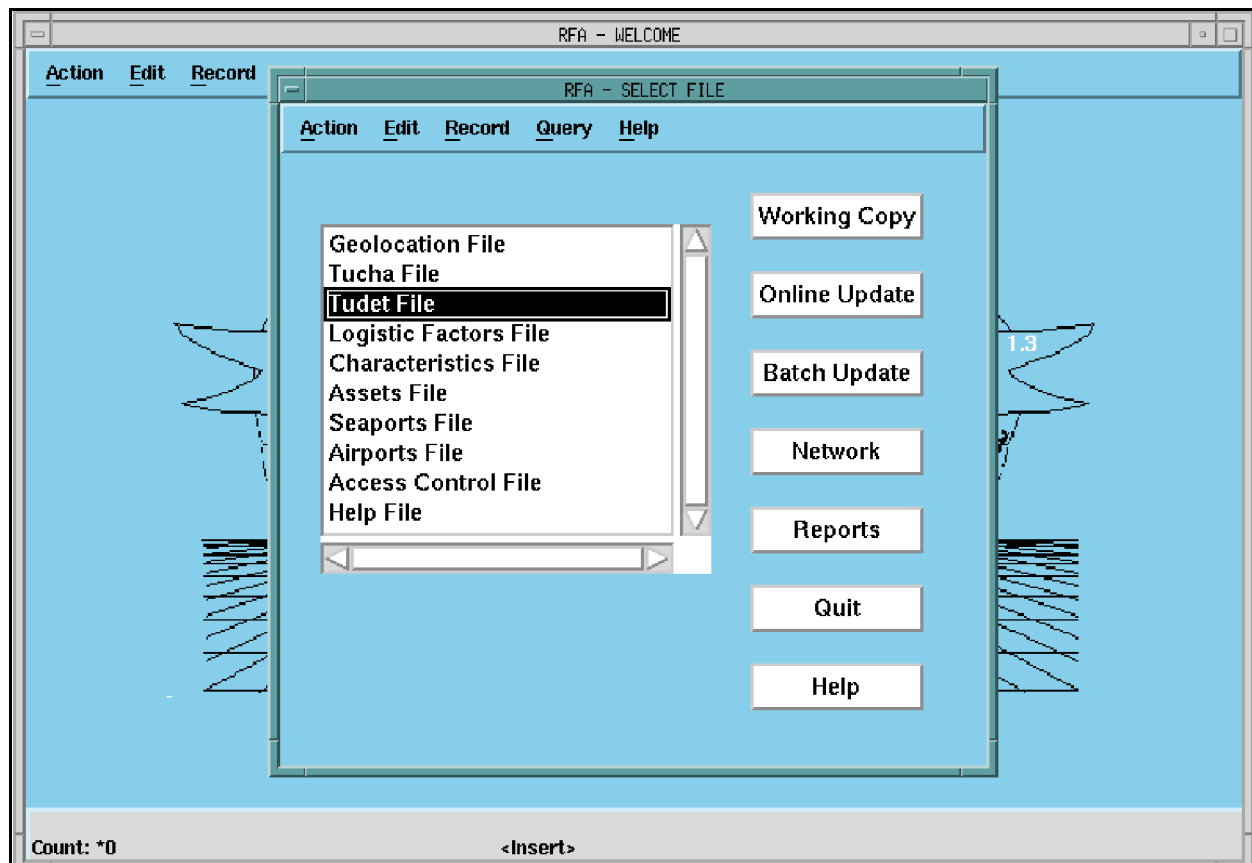 RFA - WELCOME
Action Edit Record
RFA - SELECT FILE
Action Edit Record Query Help
Geolocation File
Tucha File
Tudet File
Logistic Factors File
Characteristics File
Assets File
Seaports File
Airports File
Access Control File
Help File
Working Copy
Online Update
Batch Update
Network
Reports
Quit
Help
1.3
Count: *0 <Insert>